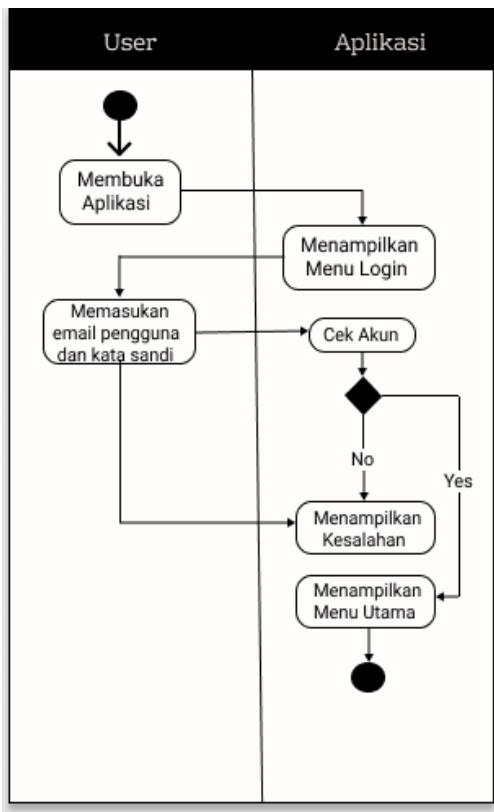 User
Aplikasi
Membuka
Aplikasi
Menampilkan
Menu Login
Memasukan
email pengguna
dan kata sandi
Cek Akun
No
Yes
Menampilkan
Kesalahan
Menampilkan
Menu Utama